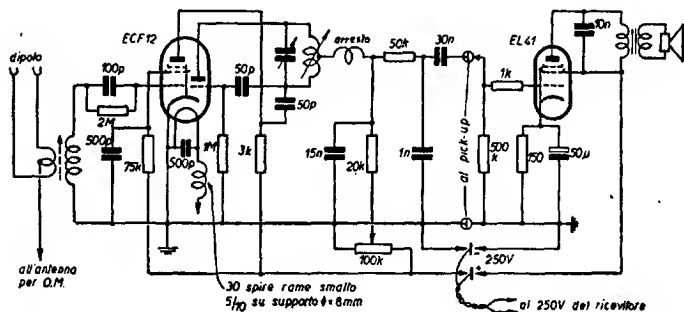 dipolo
ECF12
arresto
50k
30n
EL41
10n
100p
2M
500p
75k
50p
50p
500p
1M
3k
15n
20k
1n
al pick-up
1k
500
k
150
50µ
100k
250V
all'antenna
per O.M.
30 spire rame smalto
5/10 su supporto ϕ=8mm
al 250V del ricevitore